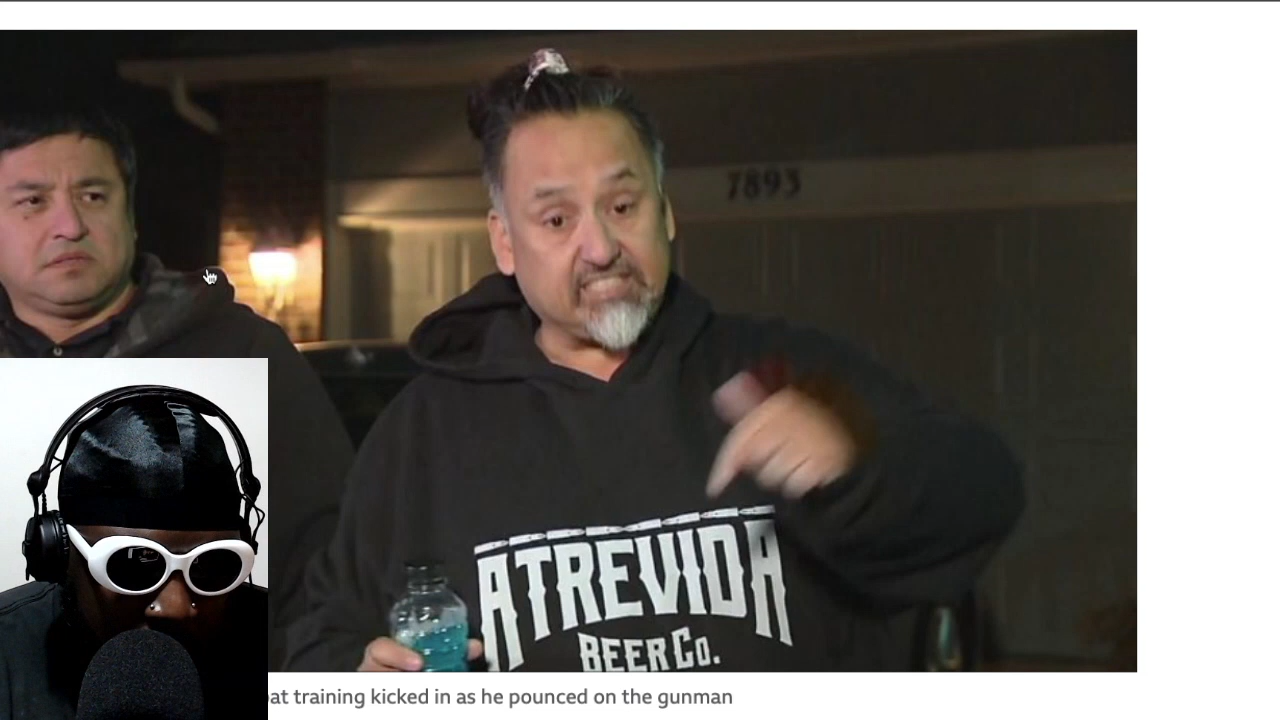 7893
ATREVIDA
BEER Co.
at training kicked in as he pounced on the gunman